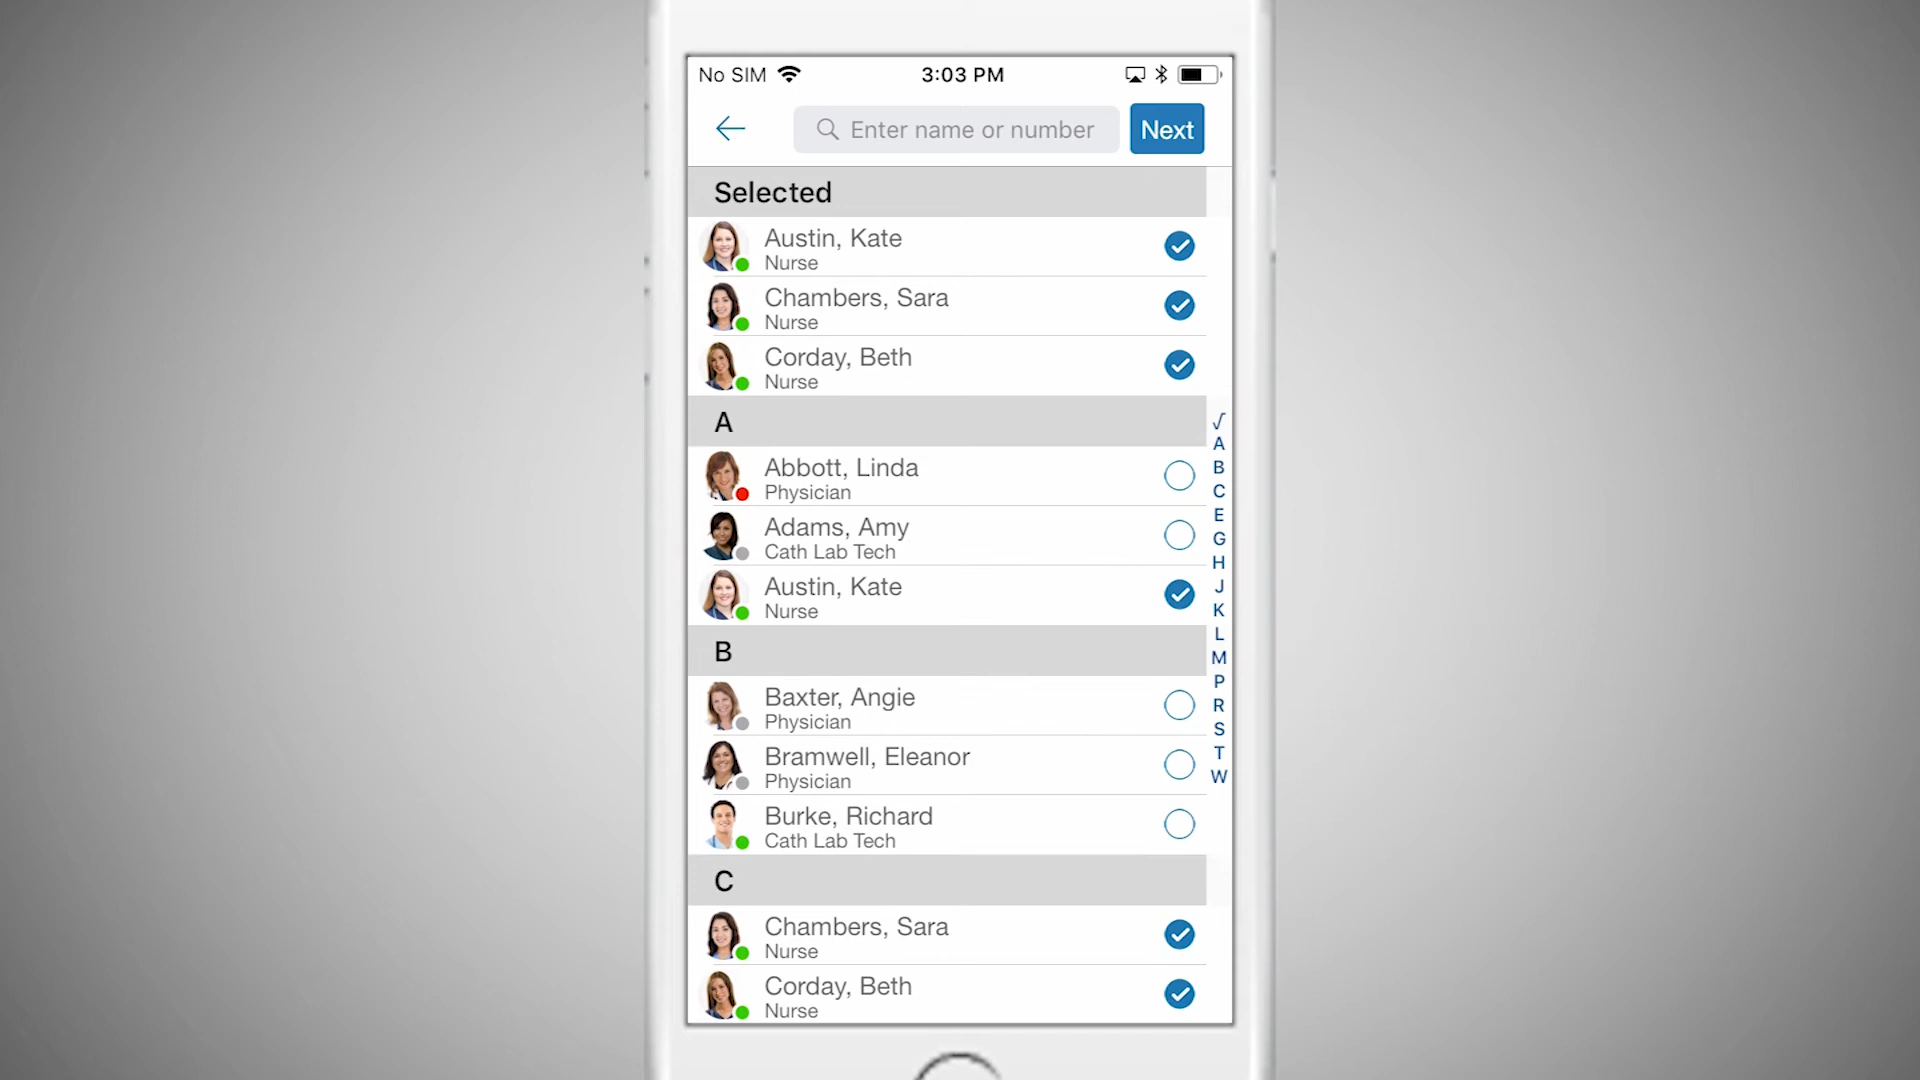 No SIM 3:03 PM
Enter name or number Next
Selected
Austin, Kate
Nurse
Chambers, Sara
Nurse
Corday, Beth
Nurse
A
Abbott, Linda
Physician
Adams, Amy
Cath Lab Tech
Austin, Kate
Nurse
B
Baxter, Angie
Physician
Bramwell, Eleanor
Physician
Burke, Richard
Cath Lab Tech
C
Chambers, Sara
Nurse
Corday, Beth
Nurse
√
A
B
C
E
G
H
J
K
L
M
P
R
S
T
W